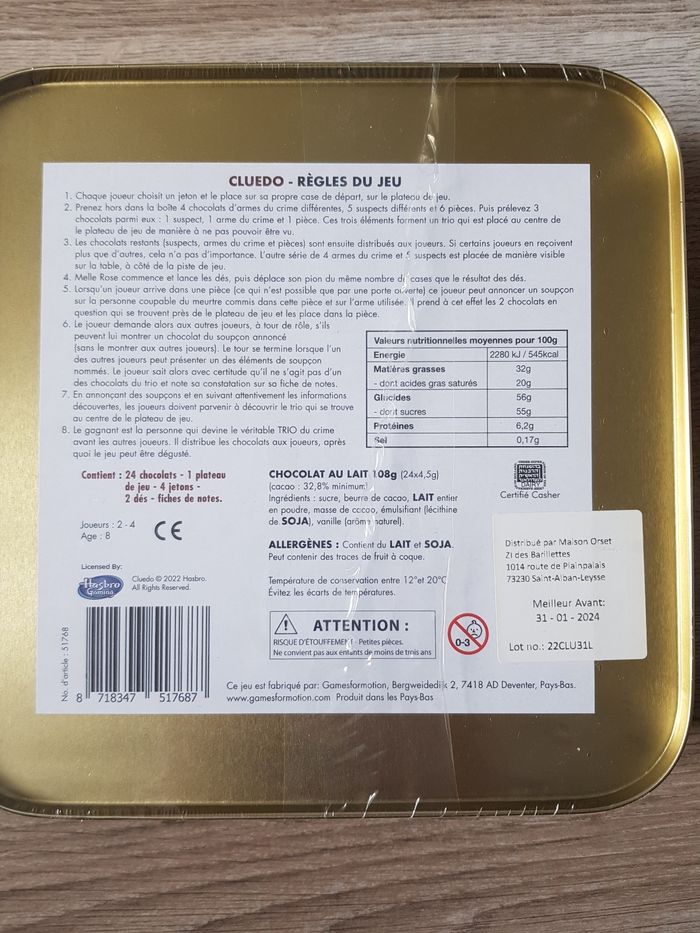 CLUEDO - RÈGLES DU JEU
1. Chaque joueur choisit un jeton et le place sur sa propre case de départ, sur le plateau de jeu.
2. Prenez hors dans la boîte 4 chocolats d'armes du crime différentes, 5 suspects différents et 6 pièces. Puis prélevez 3
chocolats parmi eux : 1 suspect, 1 arme du crime et 1 pièce. Ces trois éléments forment un trio qui est placé au centre de
le plateau de jeu de manière à ne pas pouvoir être vu.
3. Les chocolats restants (suspects, armes du crime et pièces) sont ensuite distribués aux joueurs. Si certains joueurs en reçoivent
plus que d'autres, cela n'a pas d'importance. L'autre série de 4 armes du crime et 5 suspects est placée de manière visible
sur la table, à côté de la piste de jeu.
4. Melle Rose commence et lance les dés, puis déplace son pion du même nombre de cases que le résultat des dés.
5. Lorsqu'un joueur arrive dans une pièce (ce qui n'est possible que par une porte ouverte) ce joueur peut annoncer un soupçon
sur la personne coupable du meurtre commis dans cette pièce et sur l'arme utilisée. Il prend à cet effet les 2 chocolats en
question qui se trouvent près de le plateau de jeu et les place dans la pièce.
6. Le joueur demande alors aux autres joueurs, à tour de rôle, s'ils
peuvent lui montrer un chocolat du soupçon annoncé
(sans le montrer aux autres joueurs). Le tour se termine lorsque l'un
des autres joueurs peut présenter un des éléments de soupçon
nommés. Le joueur sait alors avec certitude qu'il ne s'agit pas d'un
des chocolats du trio et note sa constatation sur sa fiche de notes.
7. En annonçant des soupçons et en suivant attentivement les informations
découvertes, les joueurs doivent parvenir à découvrir le trio qui se trouve
au centre de le plateau de jeu.
8. Le gagnant est la personne qui devine le véritable TRIO du crime
avant les autres joueurs. Il distribue les chocolats aux joueurs, après
quoi le jeu peut être dégusté.
Valeurs nutritionnelles moyennes pour 100g
Energie 2280 kJ / 545kcal
Matières grasses 32g
- dont acides gras saturés 20g
Glucides 56g
- dont sucres 55g
Protéines 6,2g
Sel 0,17g
Contient : 24 chocolats - 1 plateau
de jeu - 4 jetons -
2 dés - fiches de notes.
Joueurs : 2 - 4
Age : 8
CE
Licensed By:
Hasbro
Gaming
Cluedo © 2022 Hasbro.
All Rights Reserved.
No. d'article : 51768
8 718347 517687
CHOCOLAT AU LAIT 108g (24x4,5g)
(cacao : 32,8% minimum)
Ingrédients : sucre, beurre de cacao, LAIT entier
en poudre, masse de cacao, émulsifiant (lécithine
de SOJA), vanille (arôme naturel).
ALLERGÈNES : Contient du LAIT et SOJA.
Peut contenir des traces de fruit à coque.
Température de conservation entre 12°et 20°C
Évitez les écarts de températures.
ATTENTION :
RISQUE D'ÉTOUFFEMENT - Petites pièces.
Ne convient pas aux enfants de moins de trois ans
0-3
DAIRY
Certifié Casher
Distribué par Maison Orset
ZI des Barillettes
1014 route de Plainpalais
73230 Saint-Alban-Leysse
Meilleur Avant:
31 - 01 - 2024
Lot no.: 22CLU31L
Ce jeu est fabriqué par: Gamesformotion, Bergweidedijk 2, 7418 AD Deventer, Pays-Bas.
www.gamesformotion.com Produit dans les Pays-Bas